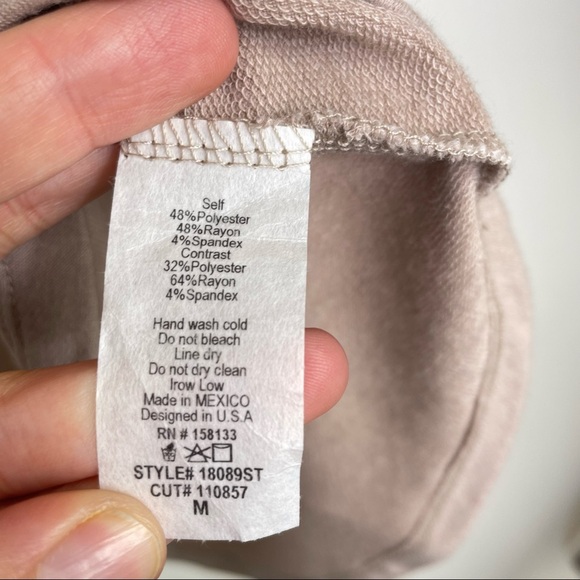 Self
48%Polyester
48%Rayon
4%Spandex
Contrast
32%Polyester
64%Rayon
4%Spandex
Hand wash cold
Do not bleach
Line dry
Do not dry clean
Irow Low
Made in MEXICO
Designed in U.S.A
RN # 158133
STYLE# 18089ST
CUT# 110857
M